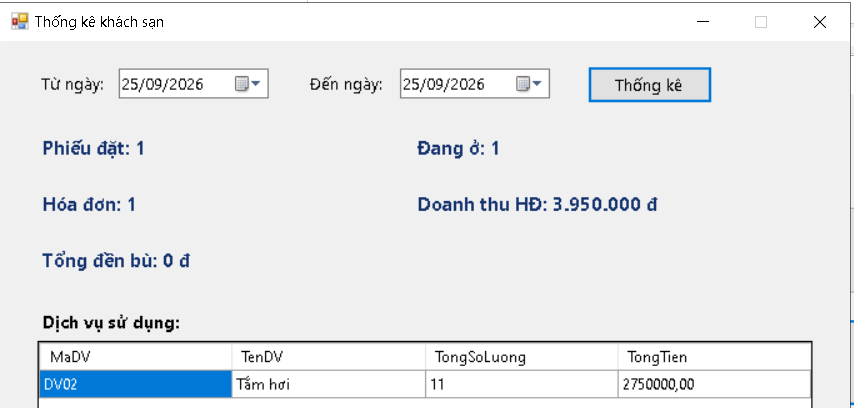 Thống kê khách sạn
Từ ngày: 25/09/2026 Đến ngày: 25/09/2026 Thống kê
Phiếu đặt: 1 Đang ở: 1
Hóa đơn: 1 Doanh thu HĐ: 3.950.000 đ
Tổng đền bù: 0 đ
Dịch vụ sử dụng:
MaDV TenDV TongSoLuong TongTien
DV02 Tắm hơi 11 2750000,00